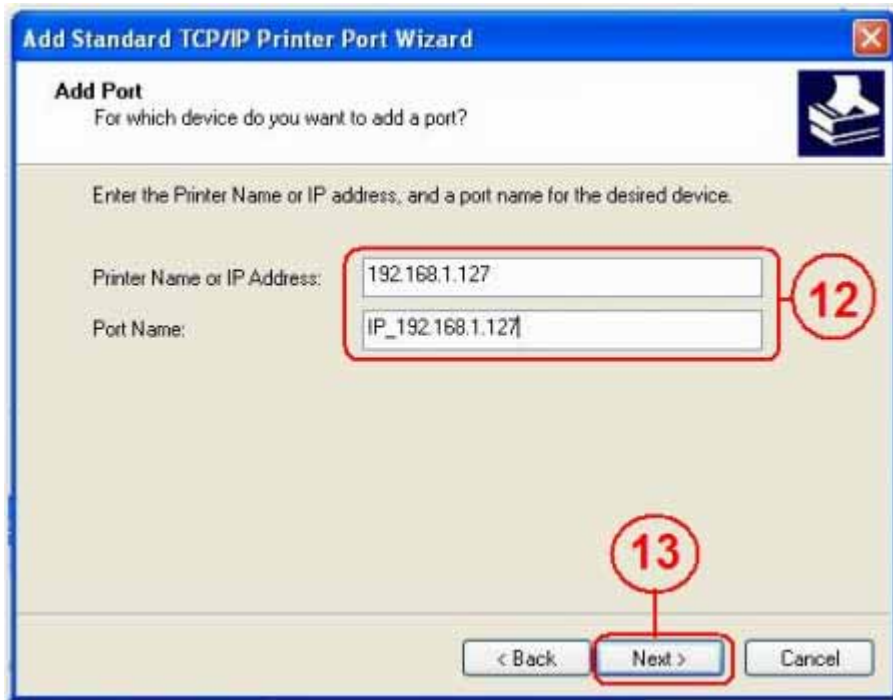 Add Standard TCP/IP Printer Port Wizard
Add Port
For which device do you want to add a port?
Enter the Printer Name or IP address, and a port name for the desired device.
Printer Name or IP Address: 192.168.1.127
12
Port Name: IP_192.168.1.127
13
< Back Next > Cancel